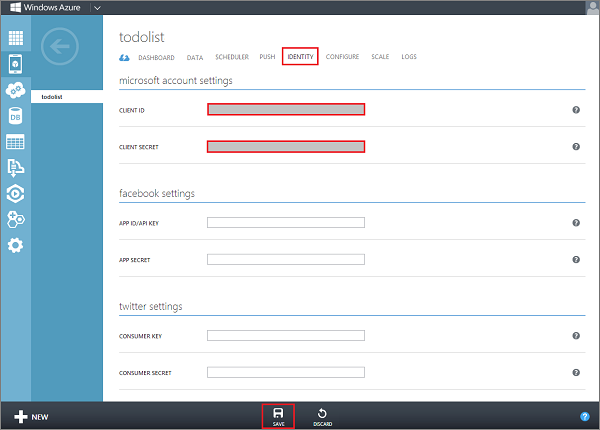 Windows Azure
todolist
DASHBOARD DATA SCHEDULER PUSH IDENTITY CONFIGURE SCALE LOGS
microsoft account settings
DB
todolist
CLIENT ID ?
CLIENT SECRET ?
facebook settings
APP ID/API KEY ?
APP SECRET ?
twitter settings
CONSUMER KEY ?
CONSUMER SECRET ?
NEW SAVE DISCARD ?